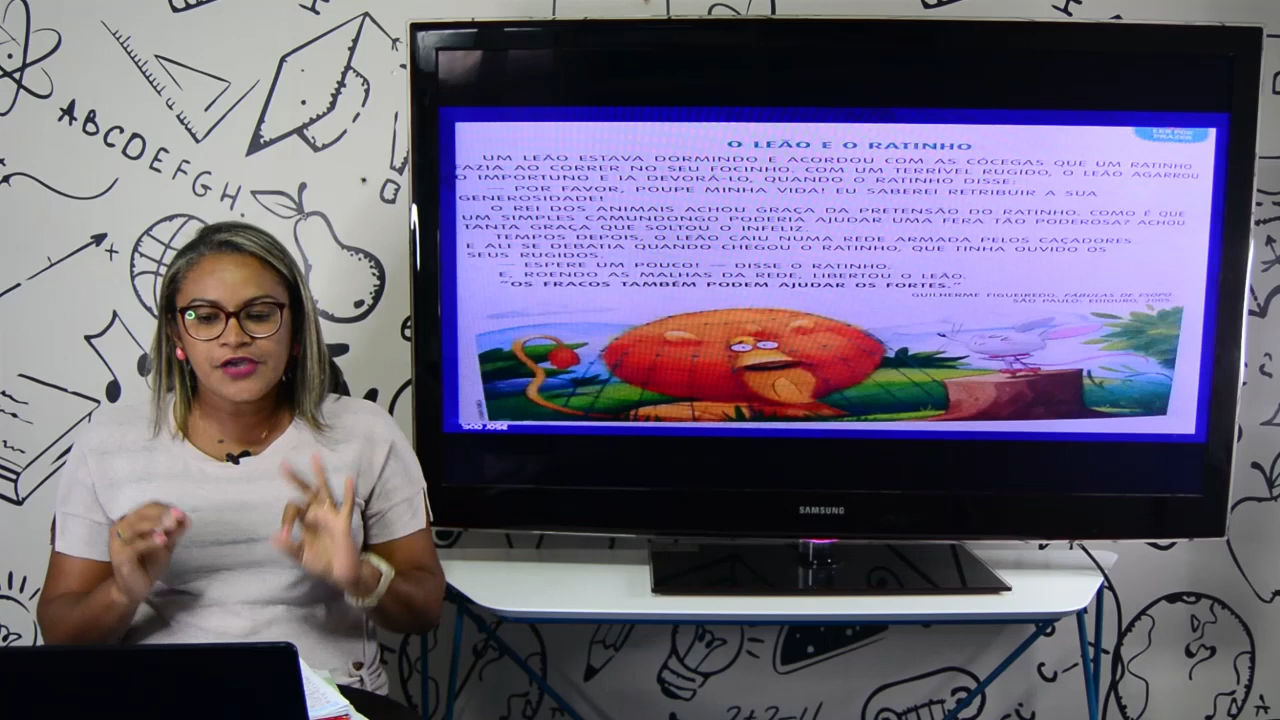 ABCDEFGH.
LER POR
PRAZER
O LEÃO E O RATINHO
UM LEÃO ESTAVA DORMINDO E ACORDOU COM AS CÓCEGAS QUE UM RATINHO
FAZIA AO CORRER NO SEU FOCINHO. COM UM TERRÍVEL RUGIDO, O LEÃO AGARROU
O IMPORTUNO E IA DEVORÁ-LO, QUANDO O RATINHO DISSE:
— POR FAVOR, POUPE MINHA VIDA! EU SABEREI RETRIBUIR A SUA
GENEROSIDADE!
O REI DOS ANIMAIS ACHOU GRAÇA DA PRETENSÃO DO RATINHO. COMO É QUE
UM SIMPLES CAMUNDONGO PODERIA AJUDAR UMA FERA TÃO PODEROSA? ACHOU
TANTA GRAÇA QUE SOLTOU O INFELIZ.
TEMPOS DEPOIS, O LEÃO CAIU NUMA REDE ARMADA PELOS CAÇADORES
E ALI SE DEBATIA, QUANDO CHEGOU O RATINHO, QUE TINHA OUVIDO OS
SEUS RUGIDOS.
— ESPERE UM POUCO! — DISSE O RATINHO.
E, ROENDO AS MALHAS DA REDE, LIBERTOU O LEÃO.
"OS FRACOS TAMBÉM PODEM AJUDAR OS FORTES."
GUILHERME FIGUEIREDO. FÁBULAS DE ESOPO.
SÃO PAULO: EDIOURO, 2005.
SÃO JOSÉ
SAMSUNG